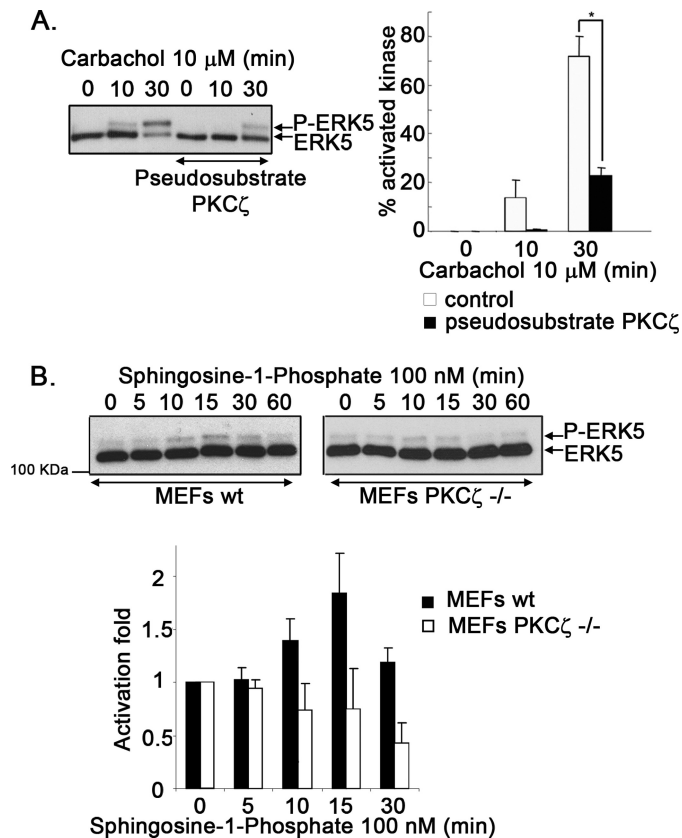 A.
Carbachol 10 μM (min)
0 10 30 0 10 30
P-ERK5
ERK5
Pseudosubstrate
PKCζ
% activated kinase
80
60
40
20
0
0 10 30
Carbachol 10 μM (min)
*
control
pseudosubstrate PKCζ
B.
Sphingosine-1-Phosphate 100 nM (min)
0 5 10 15 30 60 0 5 10 15 30 60
P-ERK5
ERK5
100 KDa
MEFs wt
MEFs PKCζ -/-
Activation fold
2
1.5
1
0.5
0
0 5 10 15 30
Sphingosine-1-Phosphate 100 nM (min)
MEFs wt
MEFs PKCζ -/-